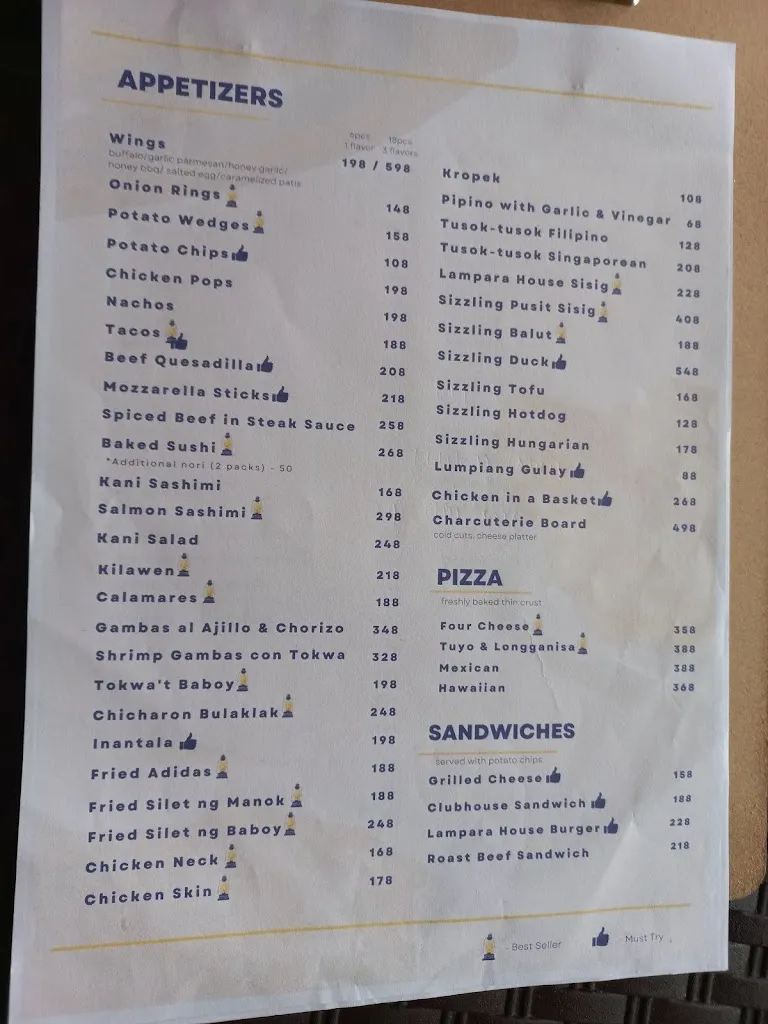 APPETIZERS
6pcs 18pcs
1 flavor 3 flavors
Wings 198 / 598
buffalo/garlic parmesan/honey garlic/
honey bbq/ salted egg/caramelized patis
Onion Rings 148
Potato Wedges 158
Potato Chips 108
Chicken Pops 198
Nachos 198
Tacos 188
Beef Quesadilla 208
Mozzarella Sticks 218
Spiced Beef in Steak Sauce 258
Baked Sushi 268
*Additional nori (2 packs) - 50
Kani Sashimi 168
Salmon Sashimi 298
Kani Salad 248
Kilawen 218
Calamares 188
Gambas al Ajillo & Chorizo 348
Shrimp Gambas con Tokwa 328
Tokwa't Baboy 198
Chicharon Bulaklak 248
Inantala 198
Fried Adidas 188
Fried Silet ng Manok 188
Fried Silet ng Baboy 248
Chicken Neck 168
Chicken Skin 178
Kropek 108
Pipino with Garlic & Vinegar 68
Tusok-tusok Filipino 128
Tusok-tusok Singaporean 208
Lampara House Sisig 228
Sizzling Pusit Sisig 408
Sizzling Balut 188
Sizzling Duck 548
Sizzling Tofu 168
Sizzling Hotdog 128
Sizzling Hungarian 178
Lumpiang Gulay 88
Chicken in a Basket 268
Charcuterie Board 498
cold cuts, cheese platter
PIZZA
freshly baked thin crust
Four Cheese 358
Tuyo & Longganisa 388
Mexican 388
Hawaiian 368
SANDWICHES
served with potato chips
Grilled Cheese 158
Clubhouse Sandwich 188
Lampara House Burger 228
Roast Beef Sandwich 218
- Best Seller - Must Try